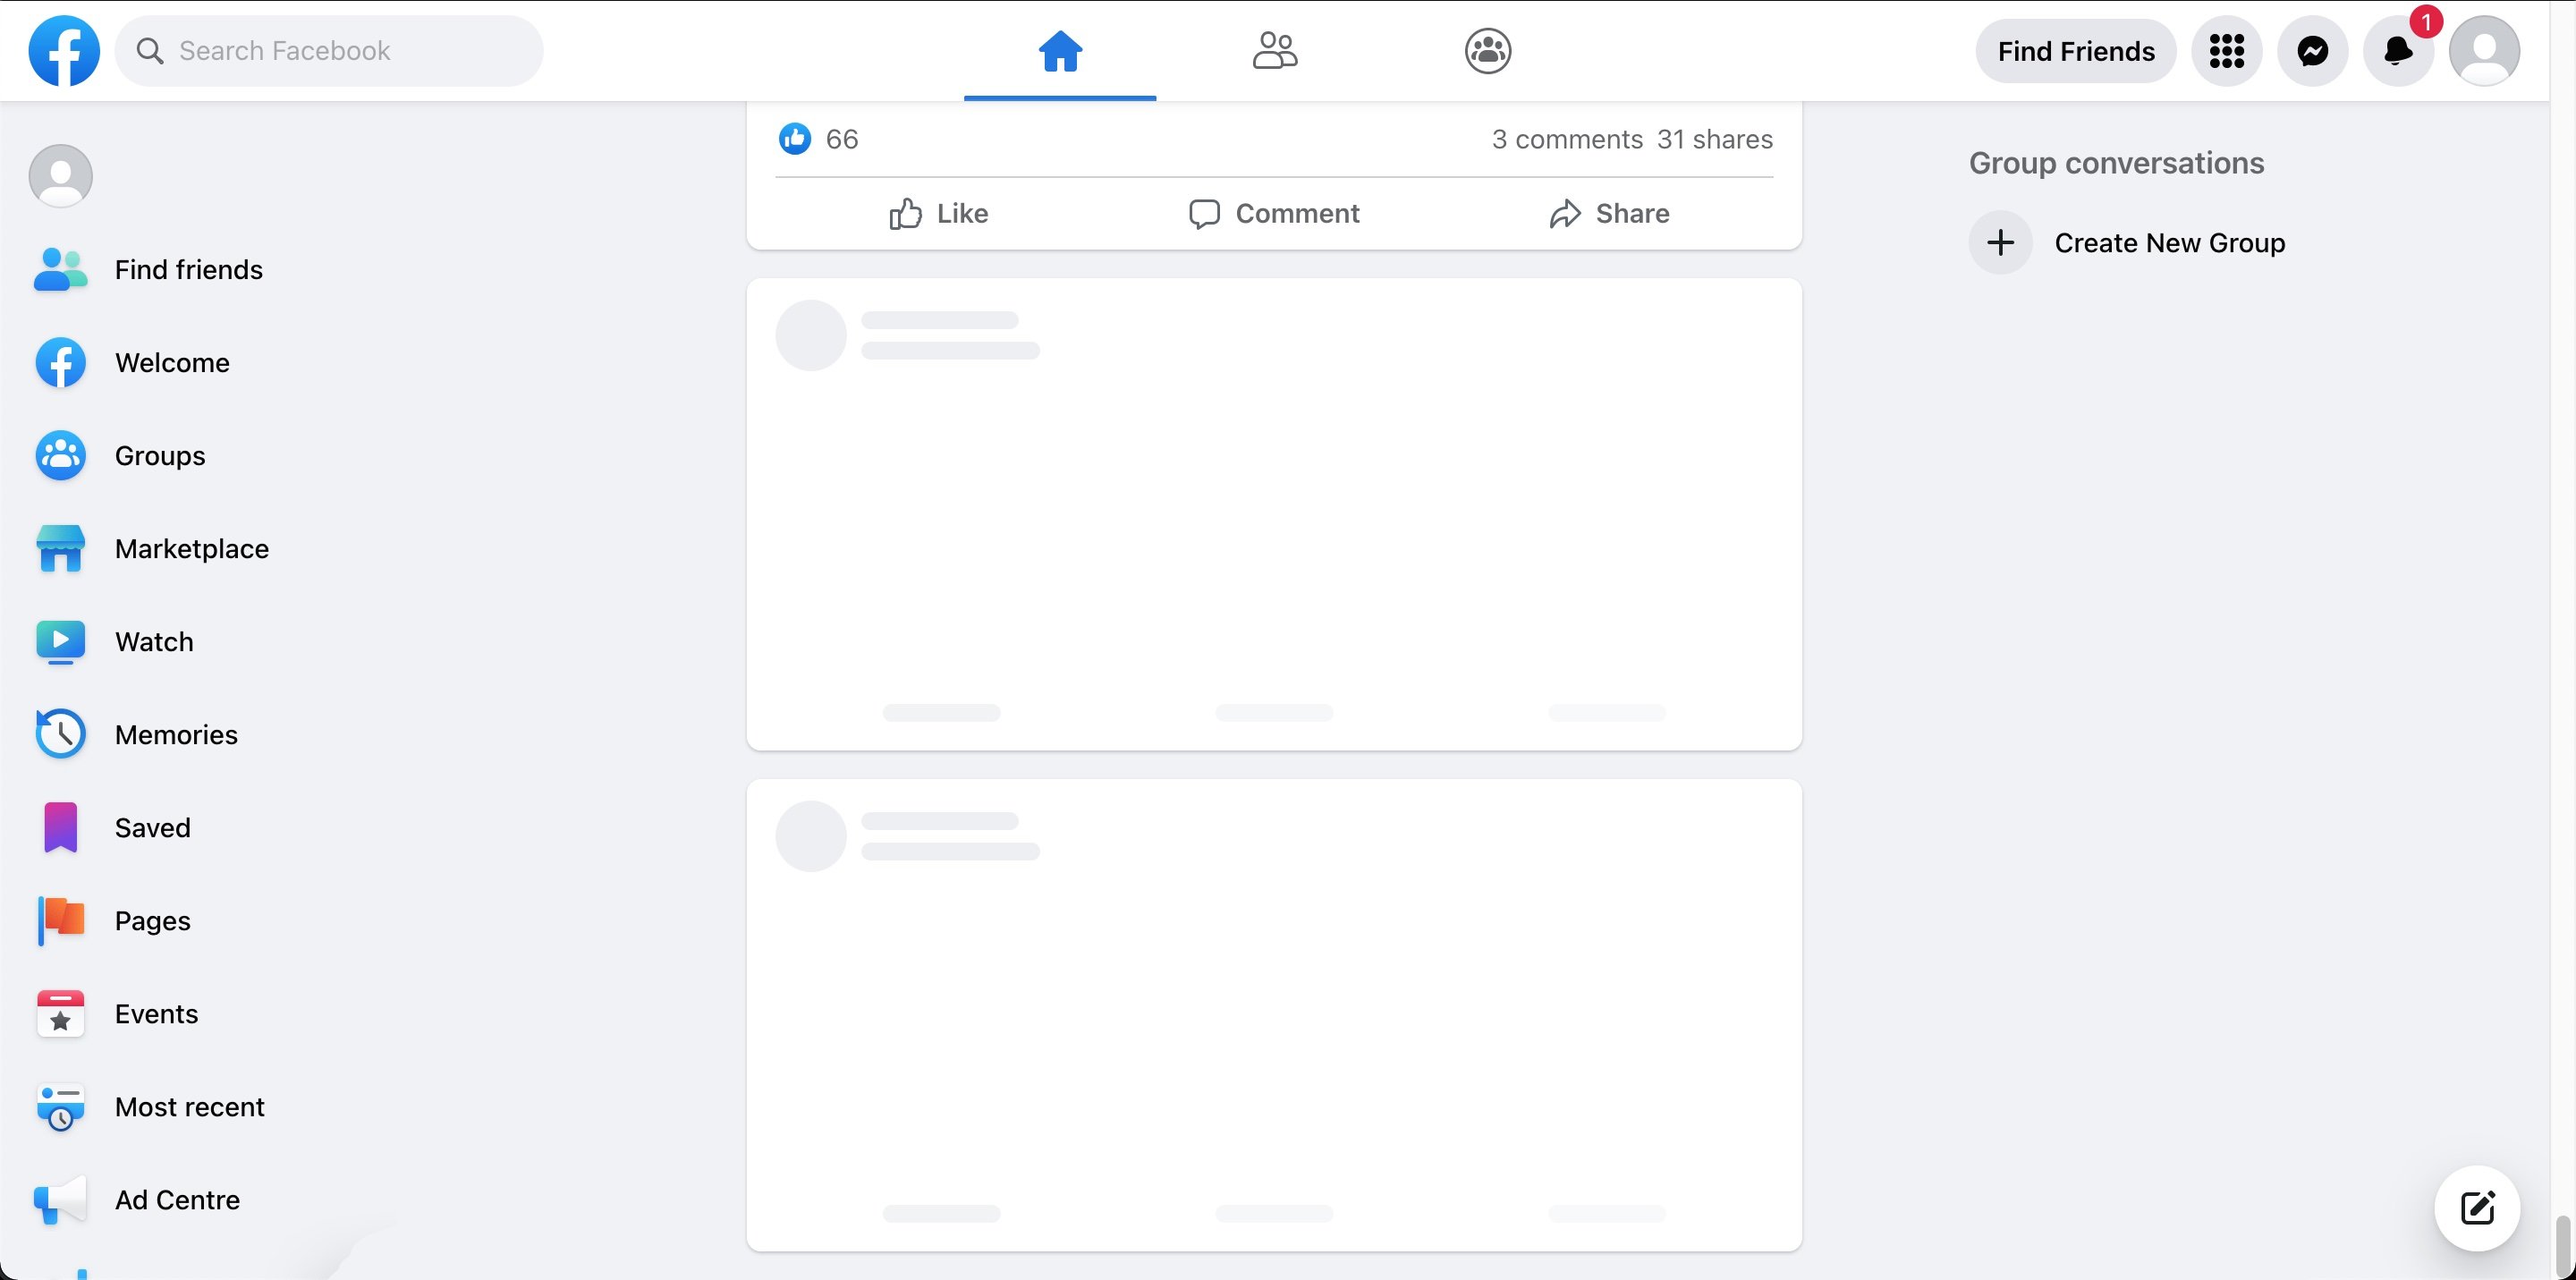 Search Facebook
Find Friends
1
Find friends
Welcome
Groups
Marketplace
Watch
Memories
Saved
Pages
Events
Most recent
Ad Centre
66
3 comments 31 shares
Like Comment Share
Group conversations
Create New Group